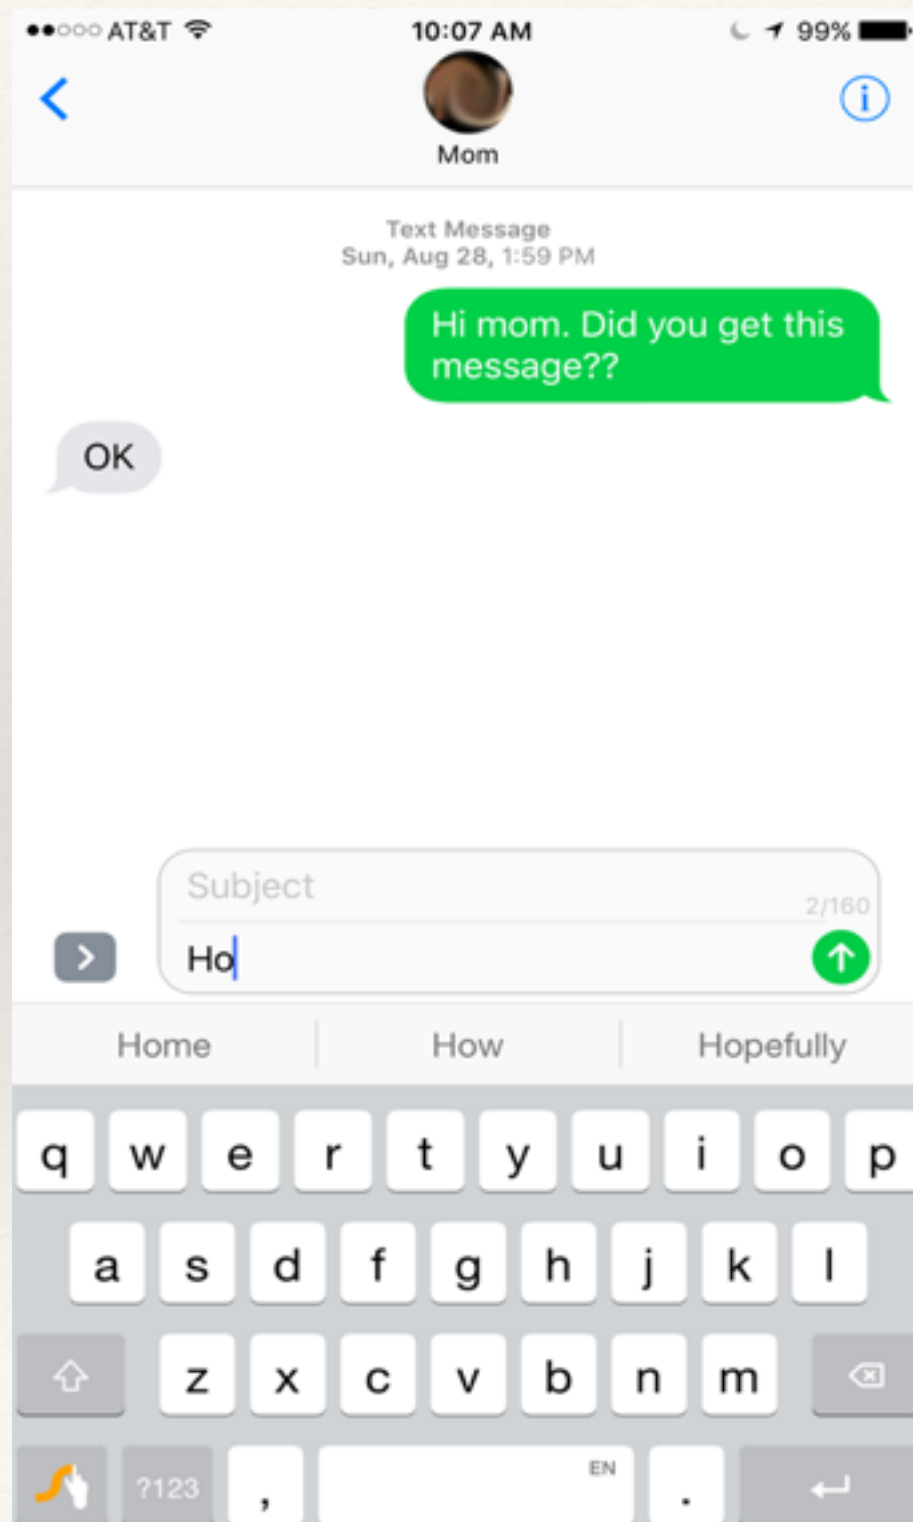 AT&T 10:07 AM 99%
Mom
i
Text Message
Sun, Aug 28, 1:59 PM
Hi mom. Did you get this
message??
OK
Subject
2/160
Ho
Home How Hopefully
q w e r t y u i o p
a s d f g h j k l
z x c v b n m
?123 , EN .